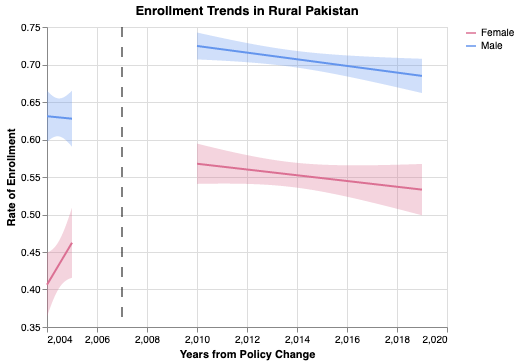 Enrollment Trends in Rural Pakistan
0.75
0.70
0.65
0.60
0.55
0.50
0.45
0.40
0.35
Rate of Enrollment
2,004 2,006 2,008 2,010 2,012 2,014 2,016 2,018 2,020
Years from Policy Change
Female
Male